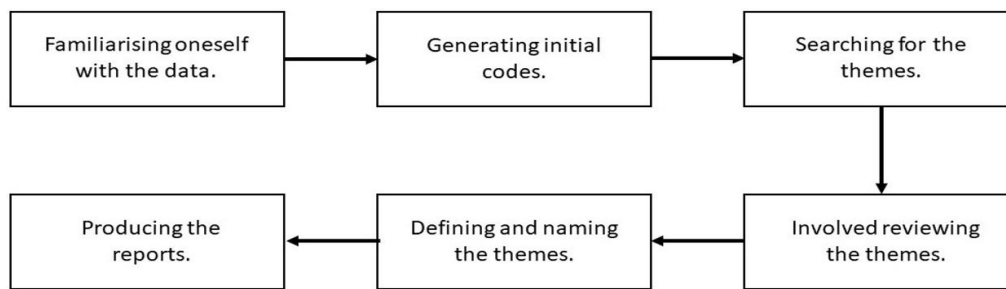 Familiarising oneself
with the data.
Generating initial
codes.
Searching for the
themes.
Involved reviewing
the themes.
Defining and naming
the themes.
Producing the
reports.